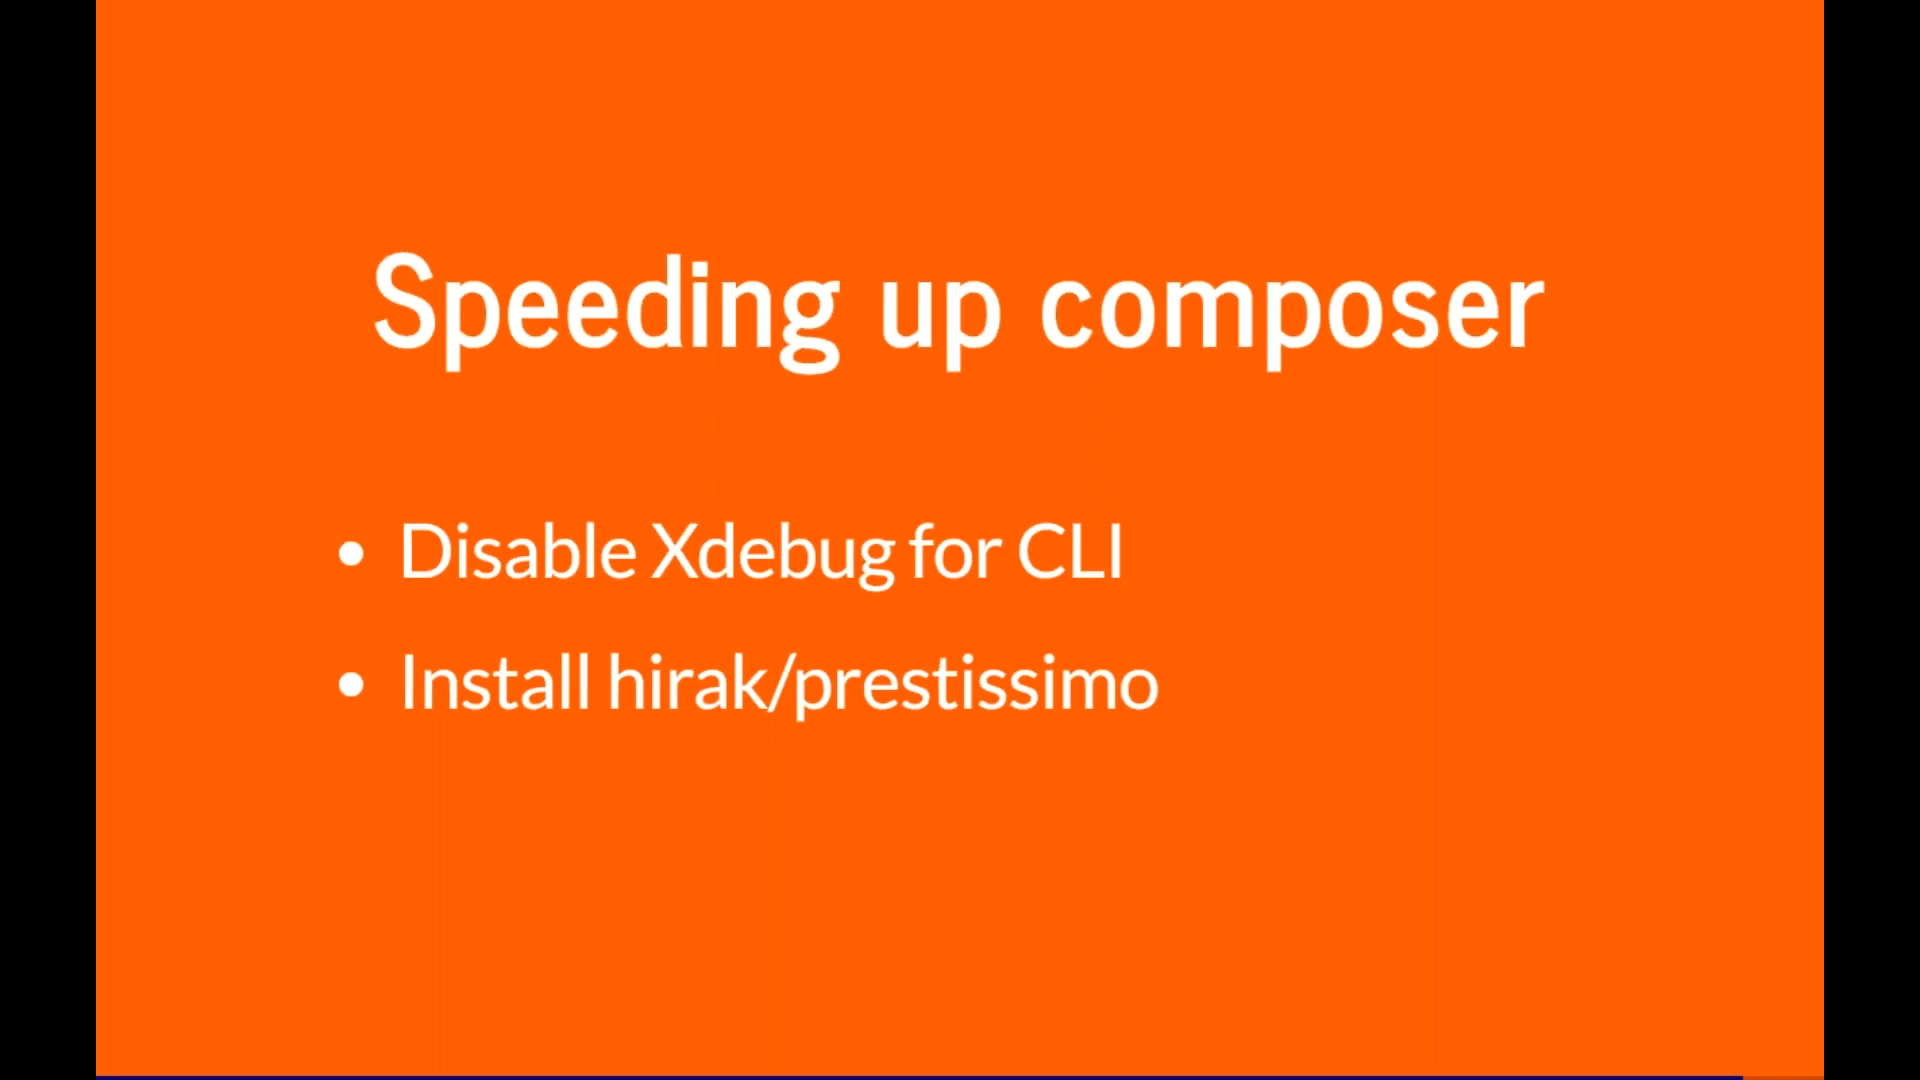 Speeding up composer
• Disable Xdebug for CLI
• Install hirak/prestissimo